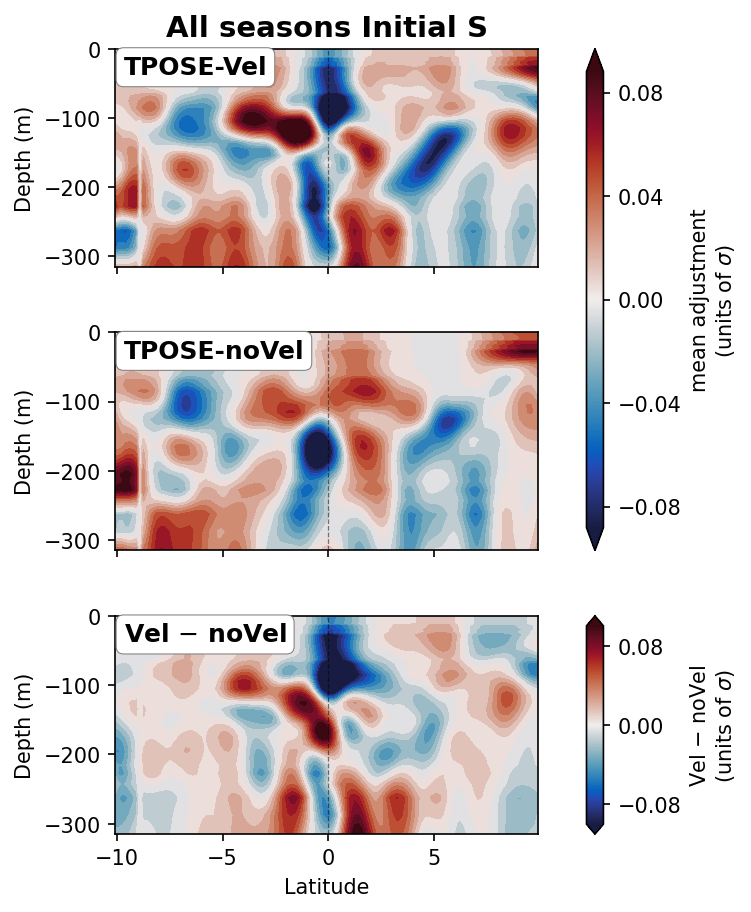 All seasons Initial S
TPOSE-Vel
0
−100
−200
−300
Depth (m)
TPOSE-noVel
0
−100
−200
−300
Depth (m)
0.08
0.04
0.00
−0.04
−0.08
mean adjustment
(units of σ)
Vel − noVel
0
−100
−200
−300
Depth (m)
−10
−5
0
5
Latitude
0.08
0.00
−0.08
Vel − noVel
(units of σ)